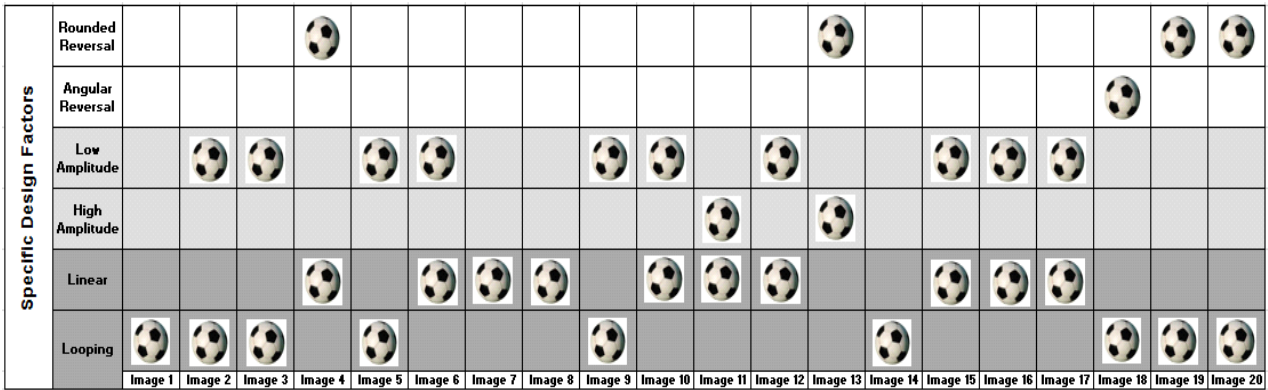 Specific Design Factors
Rounded
Reversal
Angular
Reversal
Low
Amplitude
High
Amplitude
Linear
Looping
Image 1 Image 2 Image 3 Image 4 Image 5 Image 6 Image 7 Image 8 Image 9 Image 10 Image 11 Image 12 Image 13 Image 14 Image 15 Image 16 Image 17 Image 18 Image 19 Image 20